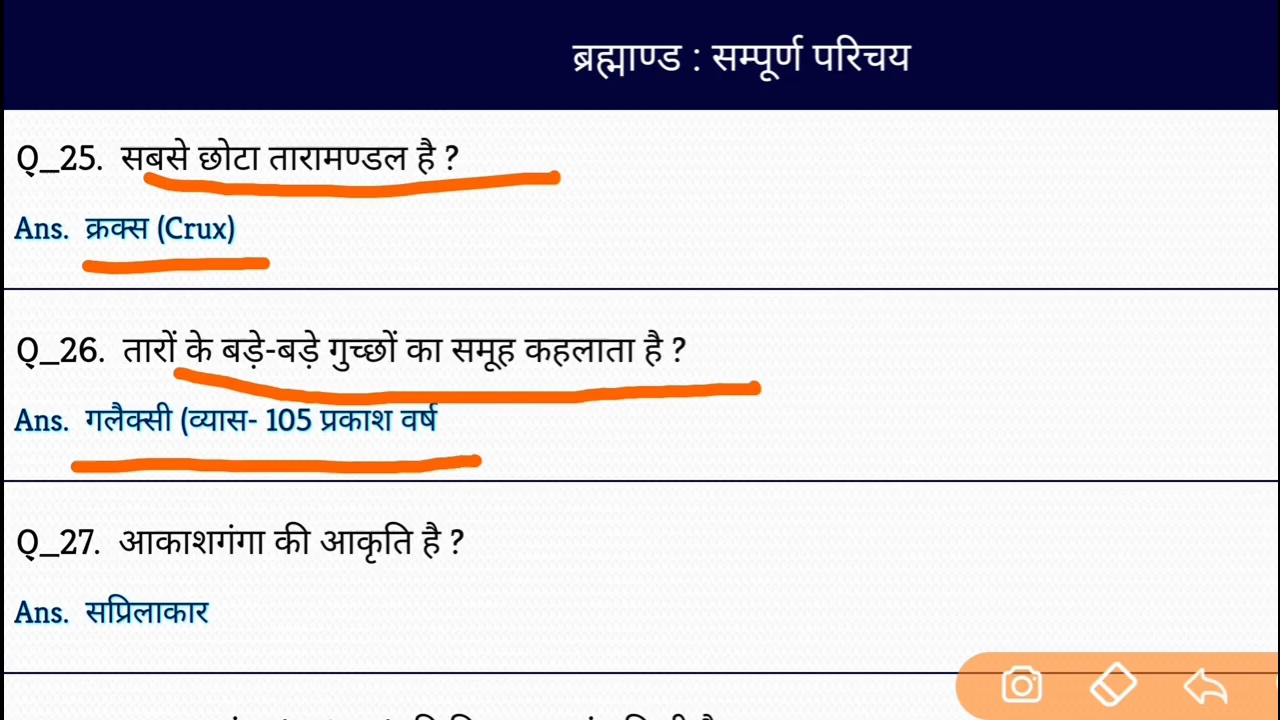 ब्रह्माण्ड : सम्पूर्ण परिचय
Q_25. सबसे छोटा तारामण्डल है ?
Ans. क्रक्स (Crux)
Q_26. तारों के बड़े-बड़े गुच्छों का समूह कहलाता है ?
Ans. गलैक्सी (व्यास- 105 प्रकाश वर्ष
Q_27. आकाशगंगा की आकृति है ?
Ans. सप्रिलाकार